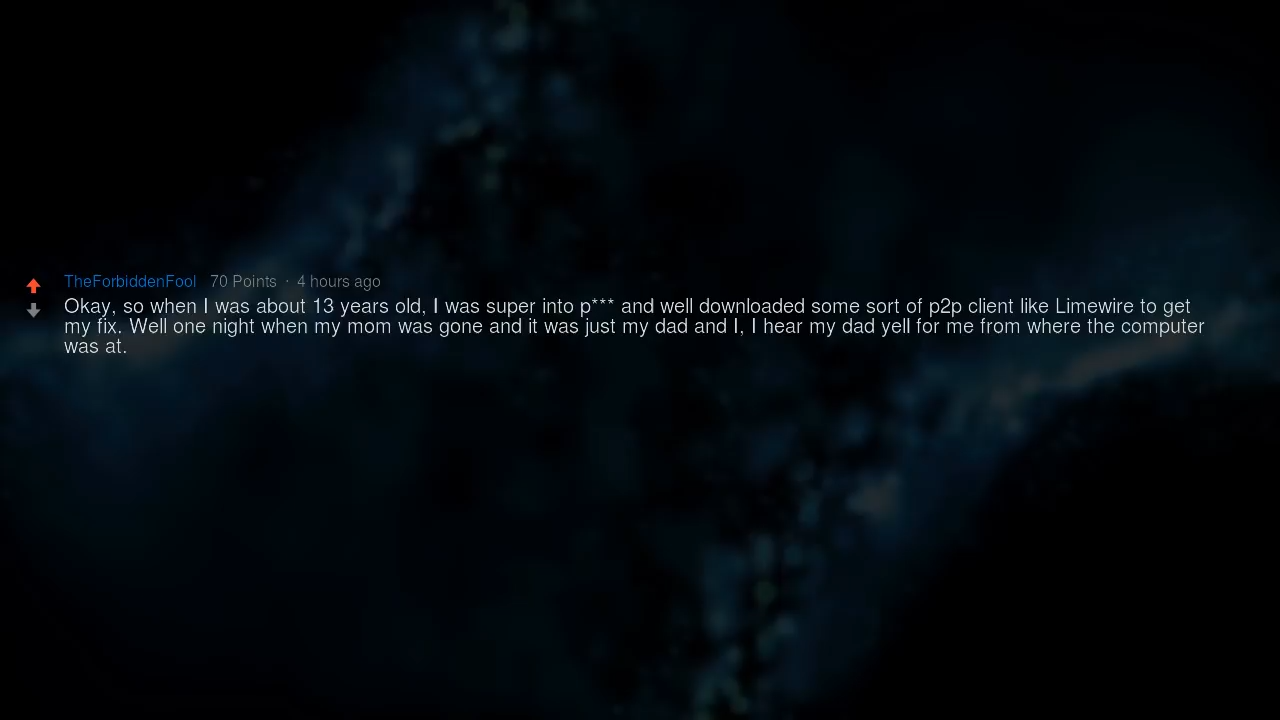 TheForbiddenFool 70 Points · 4 hours ago
Okay, so when I was about 13 years old, I was super into p*** and well downloaded some sort of p2p client like Limewire to get
my fix. Well one night when my mom was gone and it was just my dad and I, I hear my dad yell for me from where the computer
was at.